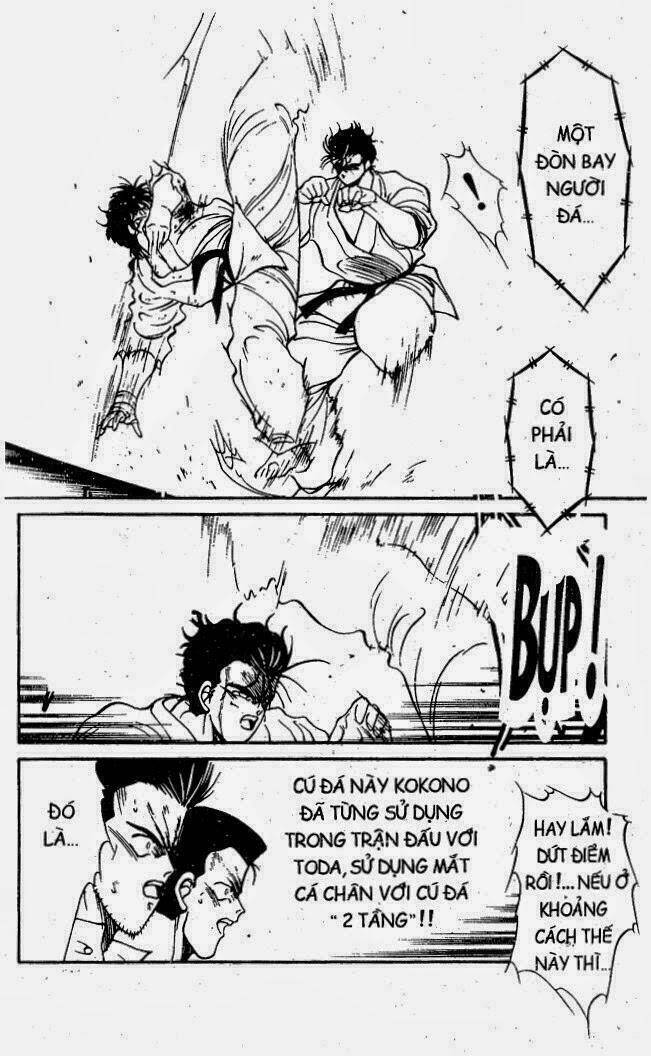 MỘT
ĐÒN BAY
NGƯỜI
ĐÁ...
!
CÓ
PHẢI
LÀ...
BỤP!
HAY LẮM!
DỨT ĐIỂM
RỒI!... NẾU Ở
KHOẢNG
CÁCH THẾ
NÀY THÌ...
CÚ ĐÁ NÀY KOKONO
ĐÃ TỪNG SỬ DỤNG
TRONG TRẬN ĐẤU VỚI
TODA, SỬ DỤNG MẮT
CÁ CHÂN VỚI CÚ ĐÁ
" 2 TẦNG"!!
ĐÓ
LÀ...